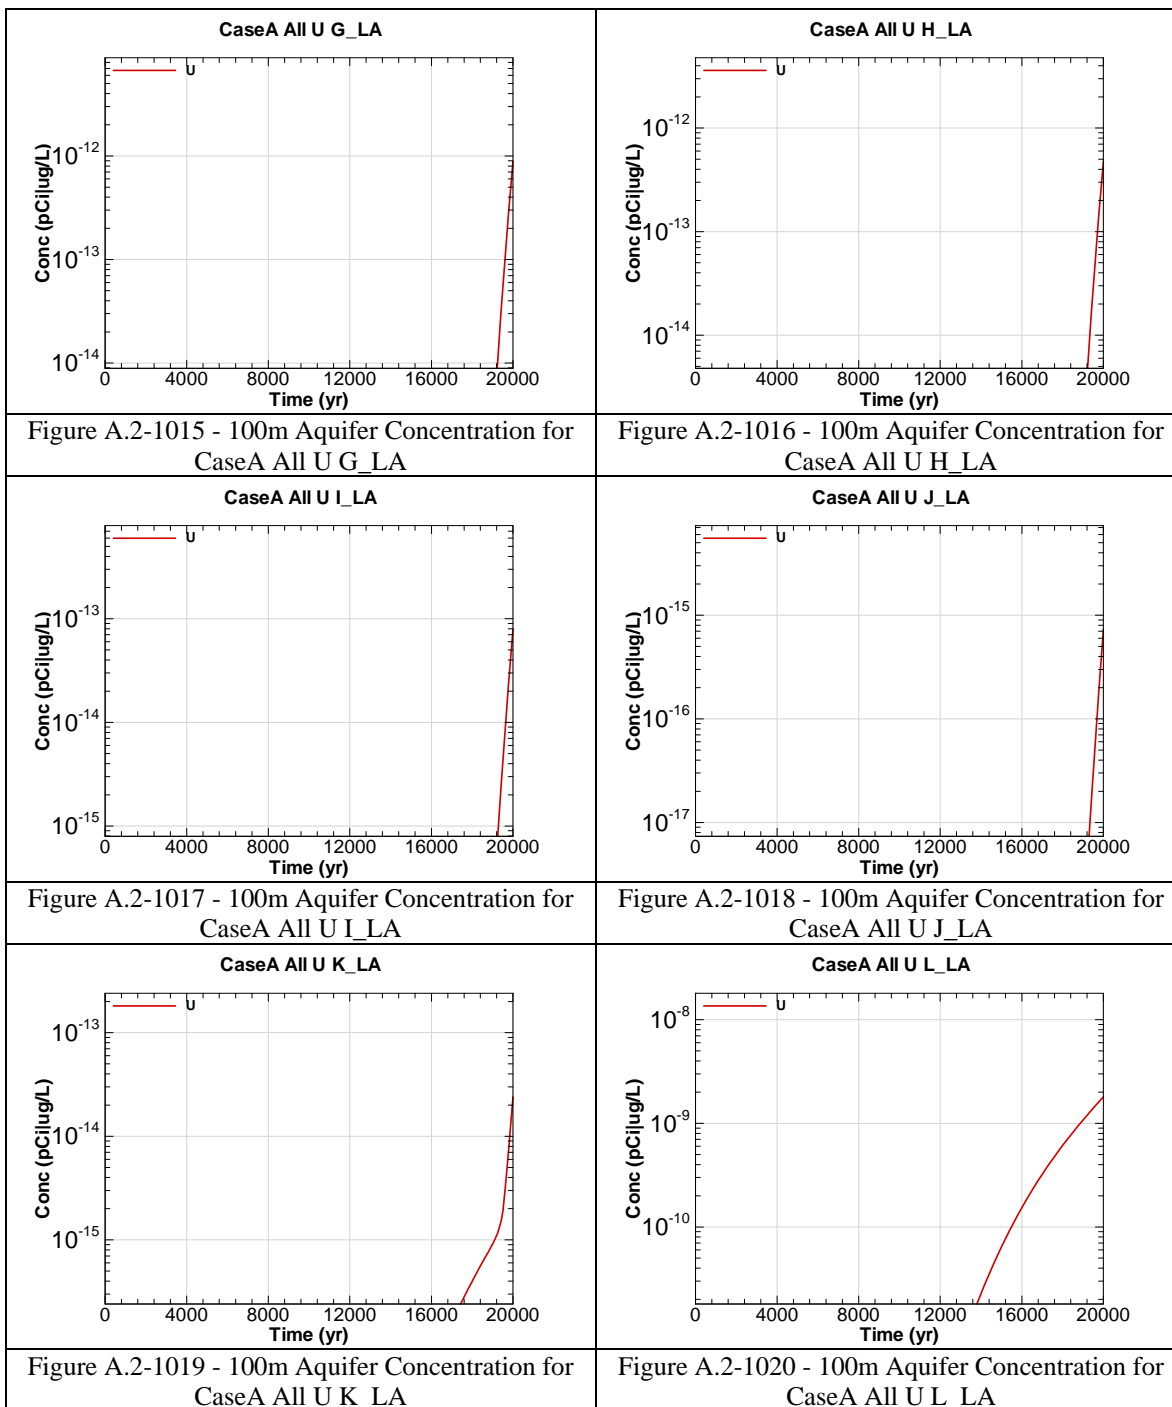 CaseA All U G_LA
U
Conc (pCi|ug/L)
10-12
10-13
10-14
0 4000 8000 12000 16000 20000
Time (yr)
Figure A.2-1015 - 100m Aquifer Concentration for
CaseA All U G_LA
CaseA All U H_LA
U
Conc (pCi|ug/L)
10-12
10-13
10-14
0 4000 8000 12000 16000 20000
Time (yr)
Figure A.2-1016 - 100m Aquifer Concentration for
CaseA All U H_LA
CaseA All U I_LA
U
Conc (pCi|ug/L)
10-13
10-14
10-15
0 4000 8000 12000 16000 20000
Time (yr)
Figure A.2-1017 - 100m Aquifer Concentration for
CaseA All U I_LA
CaseA All U J_LA
U
Conc (pCi|ug/L)
10-15
10-16
10-17
0 4000 8000 12000 16000 20000
Time (yr)
Figure A.2-1018 - 100m Aquifer Concentration for
CaseA All U J_LA
CaseA All U K_LA
U
Conc (pCi|ug/L)
10-13
10-14
10-15
0 4000 8000 12000 16000 20000
Time (yr)
Figure A.2-1019 - 100m Aquifer Concentration for
CaseA All U K_LA
CaseA All U L_LA
U
Conc (pCi|ug/L)
10-8
10-9
10-10
0 4000 8000 12000 16000 20000
Time (yr)
Figure A.2-1020 - 100m Aquifer Concentration for
CaseA All U L_LA